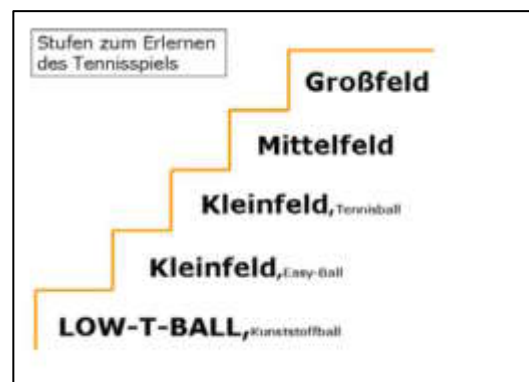 Stufen zum Erlernen
des Tennisspiels
Großfeld
Mittelfeld
Kleinfeld,Tennisball
Kleinfeld,Easy-Ball
LOW-T-BALL,Kunststoffball